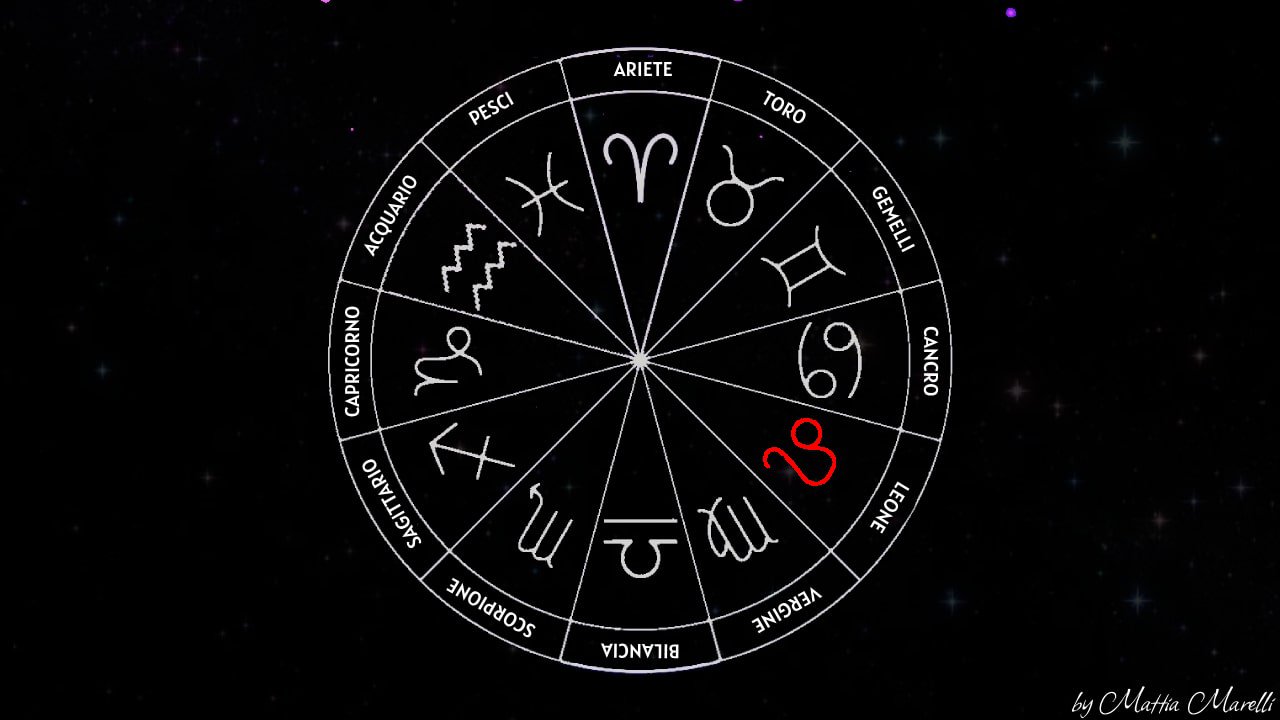 ARIETE
TORO
GEMELLI
CANCRO
LEONE
VERGINE
BILANCIA
SCORPIONE
SAGITTARIO
CAPRICORNO
ACQUARIO
PESCI
by Mattia Marelli